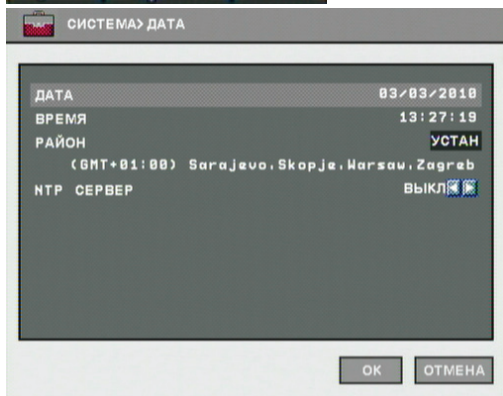 СИСТЕМА> ДАТА
ДАТА 03/03/2010
ВРЕМЯ 13:27:19
РАЙОН УСТАН
(GMT+01:00) Sarajevo.Skopje.Warsaw.Zagreb
NTP СЕРВЕР ВЫКЛ
ОК ОТМЕНА